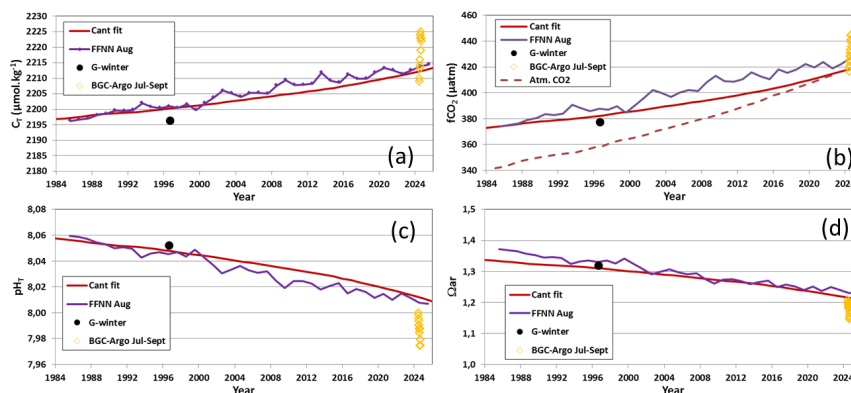 2230
2225
2220
2215
2210
2205
2200
2195
2190
2185
2180
C_T (µmol.kg⁻¹)
Cant fit
FFNN Aug
G-winter
BGC-Argo Jul-Sept
(a)
1984 1988 1992 1996 2000 2004 2008 2012 2016 2020 2024
Year
460
440
420
400
380
360
340
fCO₂ (µatm)
Cant fit
FFNN Aug
G-winter
BGC-Argo Jul-Sept
Atm. CO2
(b)
1984 1988 1992 1996 2000 2004 2008 2012 2016 2020 2024
Year
8,08
8,06
8,04
8,02
8,00
7,98
7,96
pH_T
Cant fit
FFNN Aug
G-winter
BGC-Argo Jul-Sept
(c)
1984 1988 1992 1996 2000 2004 2008 2012 2016 2020 2024
Year
1,5
1,4
1,3
1,2
1,1
1,0
Ωar
Cant fit
FFNN Aug
G-winter
BGC-Argo Jul-Sept
(d)
1984 1988 1992 1996 2000 2004 2008 2012 2016 2020 2024
Year